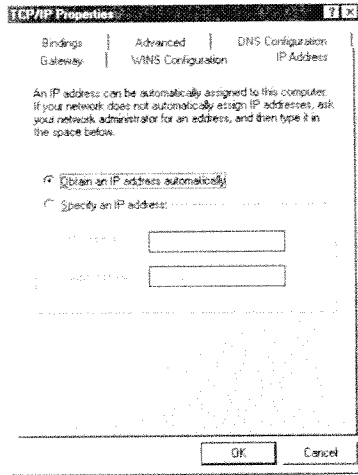 TCP/IP Properties
Bindings Advanced DNS Configuration
Gateway WINS Configuration IP Address
An IP address can be automatically assigned to this computer.
If your network does not automatically assign IP addresses, ask
your network administrator for an address, and then type it in
the space below.
Obtain an IP address automatically
Specify an IP address:
OK Cancel